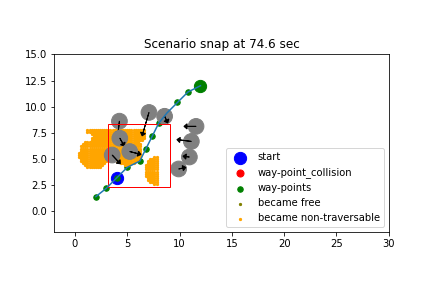 Scenario snap at 74.6 sec
15.0
12.5
10.0
7.5
5.0
2.5
0.0
0 5 10 15 20 25 30
start
way-point_collision
way-points
became free
became non-traversable